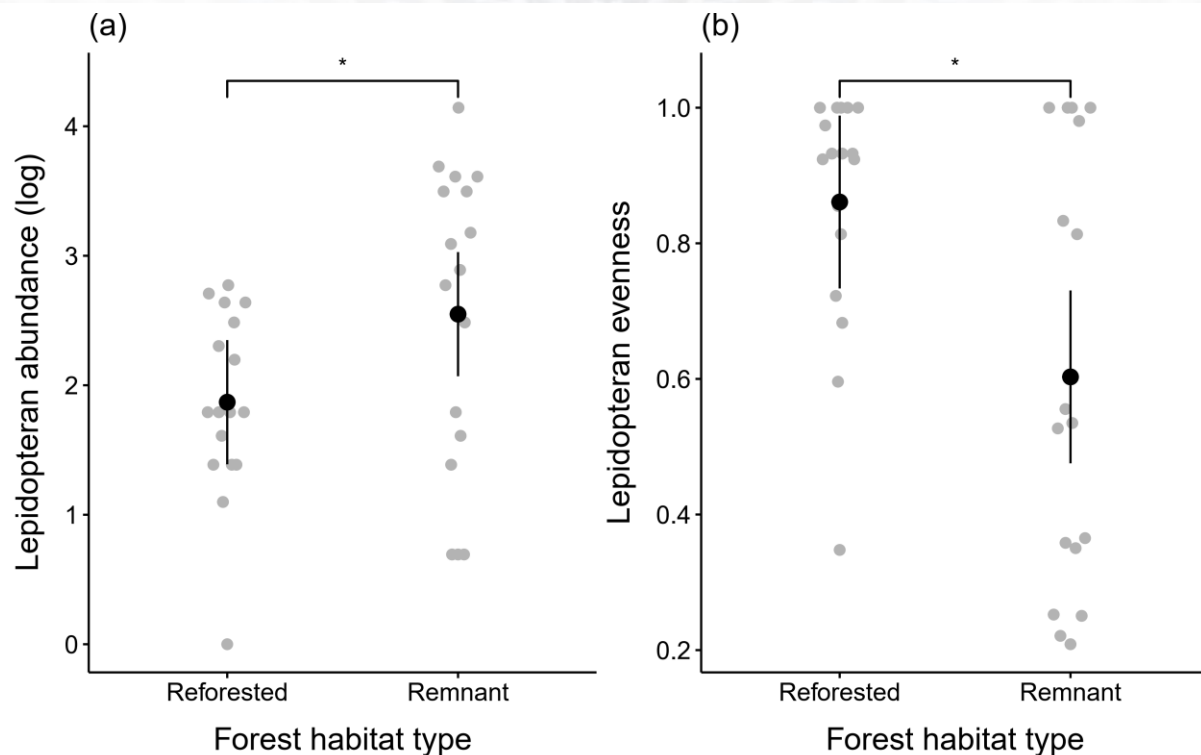 (a)
*
Lepidopteran abundance (log)
4
3
2
1
0
Reforested Remnant
Forest habitat type
(b)
*
Lepidopteran evenness
1.0
0.8
0.6
0.4
0.2
Reforested Remnant
Forest habitat type